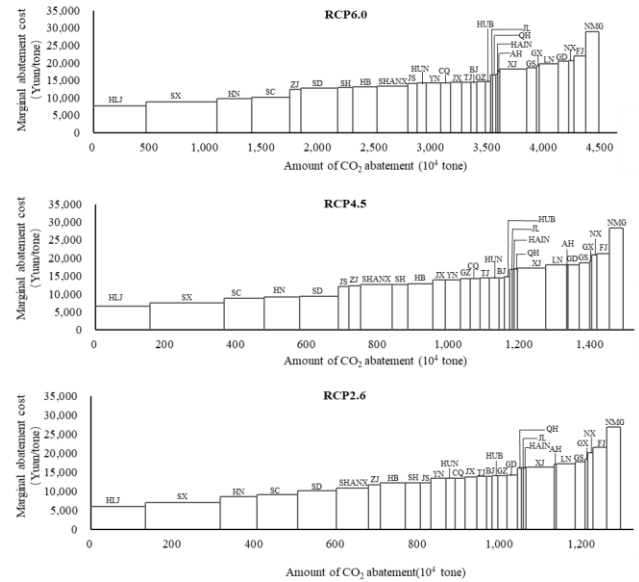 RCP6.0
Marginal abatement cost
(Yuan/tone)
35,000
30,000
25,000
20,000
15,000
10,000
5,000
0
HLJ SX HN SC ZJ SD SH HB SHANX JS HUN YN CQ JX TJ BJ GZ HUB JL QH HAIN AH XJ GS GX LN GD NX FJ NMG
0 500 1,000 1,500 2,000 2,500 3,000 3,500 4,000 4,500
Amount of CO2 abatement (10⁴ tone)
RCP4.5
Marginal abatement cost
(Yuan/tone)
35,000
30,000
25,000
20,000
15,000
10,000
5,000
0
HLJ SX SC HN SD JS ZJ SHANX SH HB JX YN GZ CQ TJ HUN BJ HUB JL HAIN QH XJ LN AH GD GS GX NX FJ NMG
0 200 400 600 800 1,000 1,200 1,400
Amount of CO2 abatement (10⁴ tone)
RCP2.6
Marginal abatement cost
(Yuan/tone)
35,000
30,000
25,000
20,000
15,000
10,000
5,000
0
HLJ SX HN SC SD SHANX ZJ HB SH JS YN HUN CQ JX TJ BJ HUB GZ GD QH JL HAIN XJ AH LN GS GX NX FJ NMG
0 200 400 600 800 1,000 1,200
Amount of CO2 abatement(10⁴ tone)